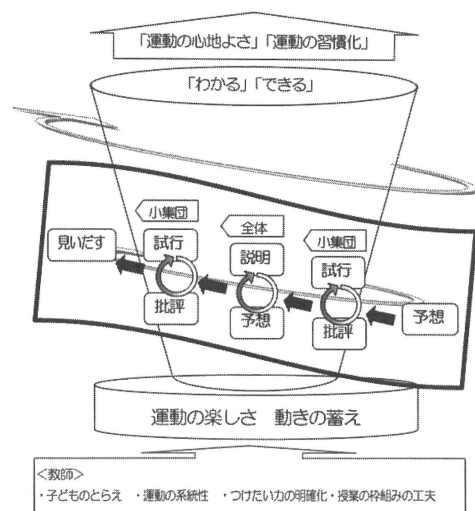 「運動の心地よさ」「運動の習慣化」
「わかる」「できる」
小集団
全体
小集団
見いだす
試行
説明
試行
批評
予想
批評
予想
運動の楽しさ 動きの蓄え
<教師>
・子どものとらえ ・運動の系統性 ・つけたい力の明確化・授業の枠組みの工夫